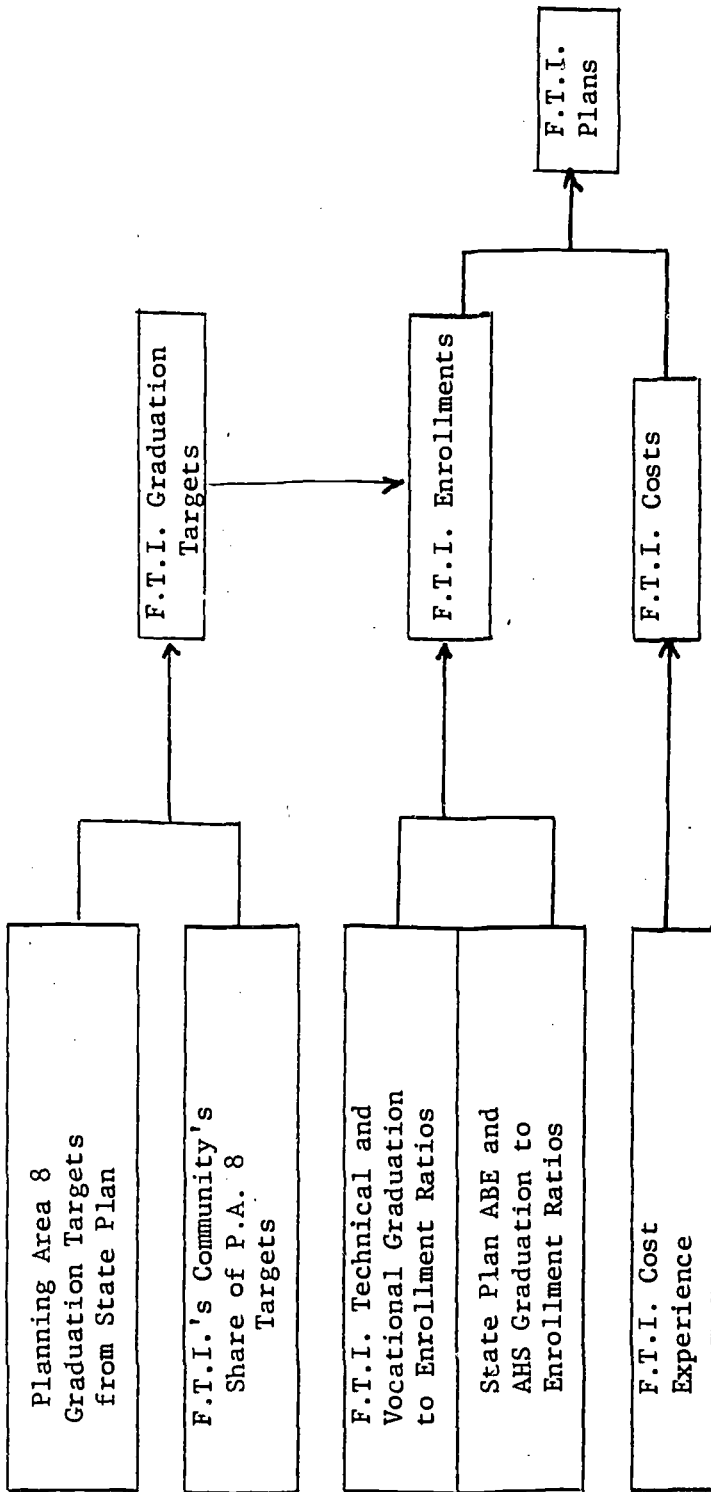 Planning Area 8
Graduation Targets
from State Plan
F.T.I.'s Community's
Share of P.A. 8
Targets
F.T.I. Technical and
Vocational Graduation
to Enrollment Ratios
State Plan ABE and
AHS Graduation to
Enrollment Ratios
F.T.I. Cost
Experience
F.T.I. Graduation
Targets
F.T.I. Enrollments
F.T.I. Costs
F.T.I.
Plans